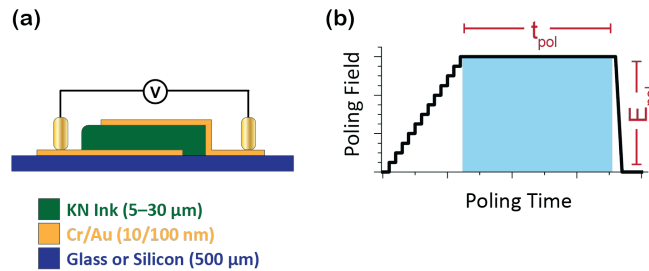 (a)
V
KN Ink (5–30 μm)
Cr/Au (10/100 nm)
Glass or Silicon (500 μm)
(b)
t_pol
Poling Field
E_pol
Poling Time